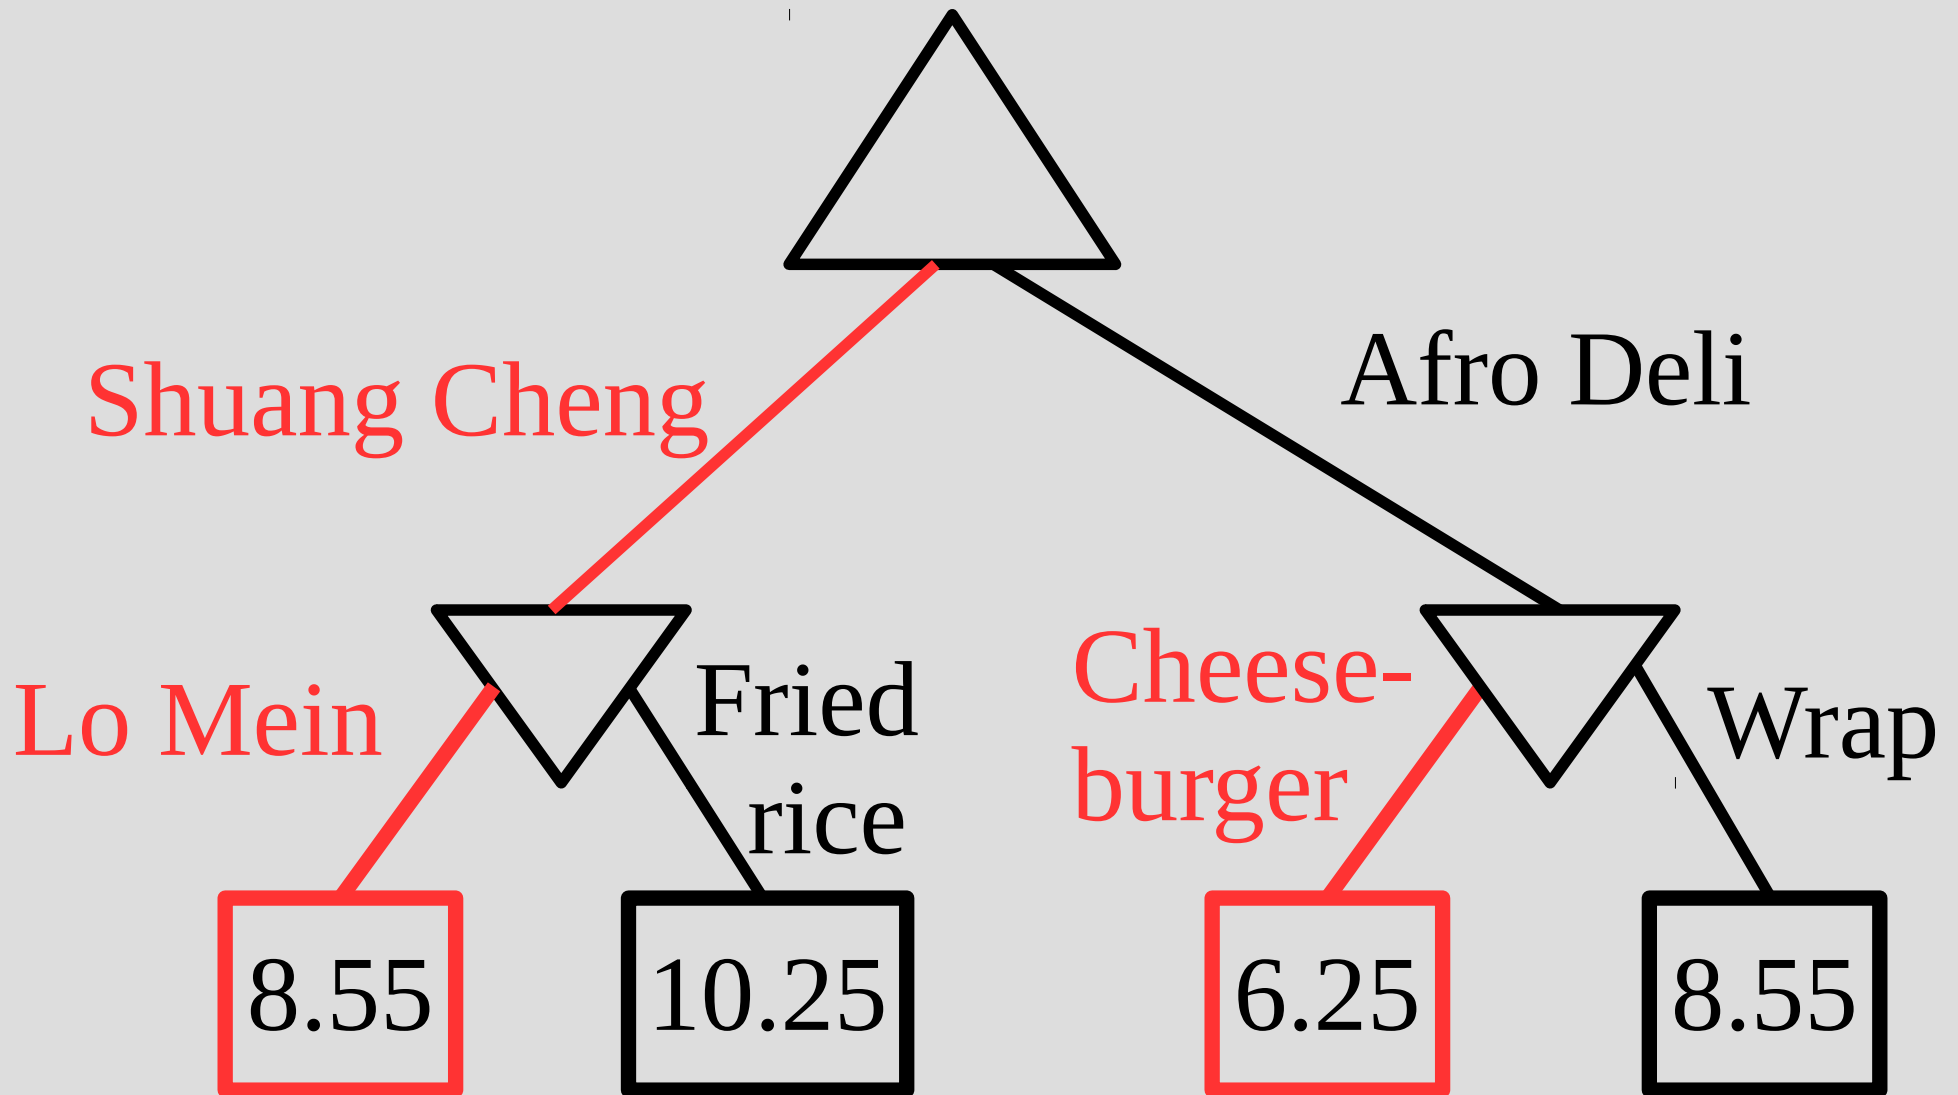 Afro Deli
Shuang Cheng
Lo Mein
Fried
rice
Cheese-
burger
Wrap
8.55
10.25
6.25
8.55